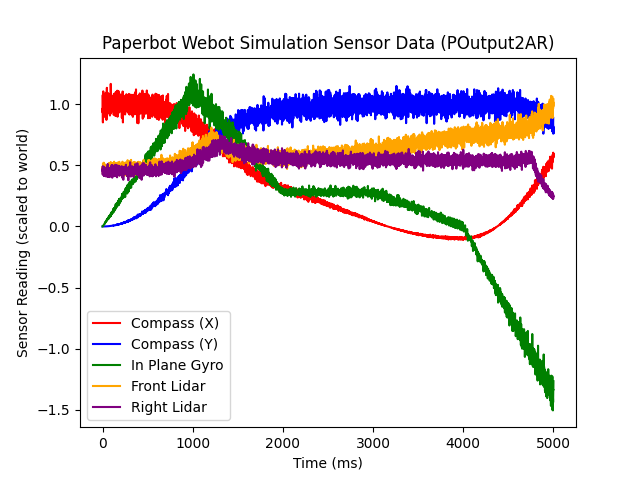 Paperbot Webot Simulation Sensor Data (POutput2AR)
Sensor Reading (scaled to world)
1.0
0.5
0.0
−0.5
−1.0
−1.5
Compass (X)
Compass (Y)
In Plane Gyro
Front Lidar
Right Lidar
0 1000 2000 3000 4000 5000
Time (ms)